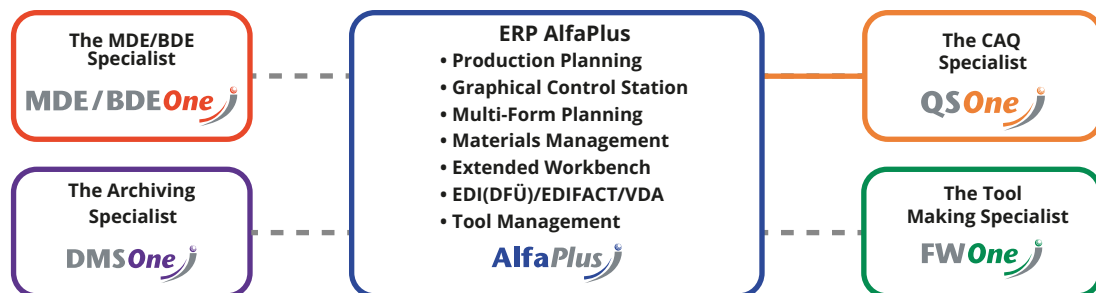 The MDE/BDE
Specialist
MDE/BDEOne
The Archiving
Specialist
DMSOne
ERP AlfaPlus
• Production Planning
• Graphical Control Station
• Multi-Form Planning
• Materials Management
• Extended Workbench
• EDI(DFÜ)/EDIFACT/VDA
• Tool Management
AlfaPlus
The CAQ
Specialist
QSOne
The Tool
Making Specialist
FWOne